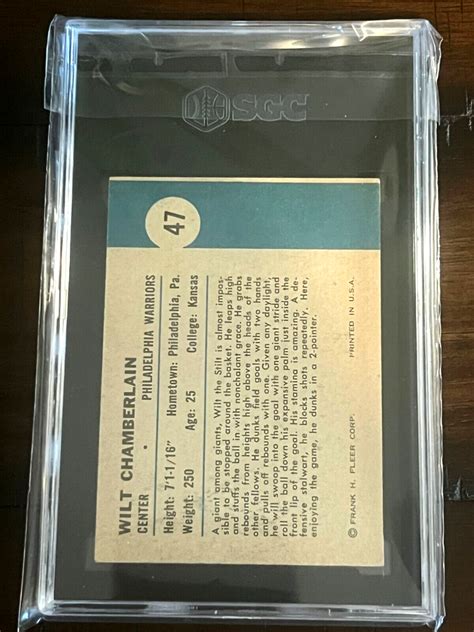 SGC
47
WILT CHAMBERLAIN
CENTER • PHILADELPHIA WARRIORS
Height: 7'1-1/16" Hometown: Philadelphia, Pa.
Weight: 250 Age: 25 College: Kansas
A giant among giants, Wilt the Stilt is almost impos-
sible to be stopped around the basket. He leaps high
and stuffs the ball in with nonchalant grace. He grabs
rebounds from heights high above the heads of the
other fellows. He dunks field goals with two hands
and pulls off rebounds with one. Given any daylight,
he will swoop into the goal with one giant stride and
roll the ball down his expansive palm just inside the
front lip of the goal. His stamina is amazing. A de-
fensive stalwart, he blocks shots repeatedly. Here,
enjoying the game, he dunks in a 2-pointer.
© FRANK H. FLEER CORP. PRINTED IN U.S.A.